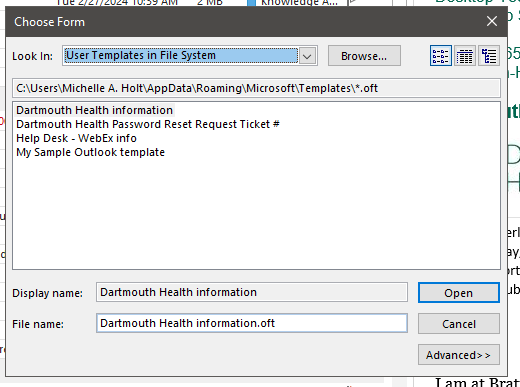 Tue 2/27/2024 10:39 AM 2 MB Knowledge A...
Choose Form
Look In: User Templates in File System Browse...
C:\Users\Michelle A. Holt\AppData\Roaming\Microsoft\Templates\*.oft
Dartmouth Health information
Dartmouth Health Password Reset Request Ticket #
Help Desk - WebEx info
My Sample Outlook template
Display name: Dartmouth Health information Open
File name: Dartmouth Health information.oft Cancel
Advanced>>
I am at Brat